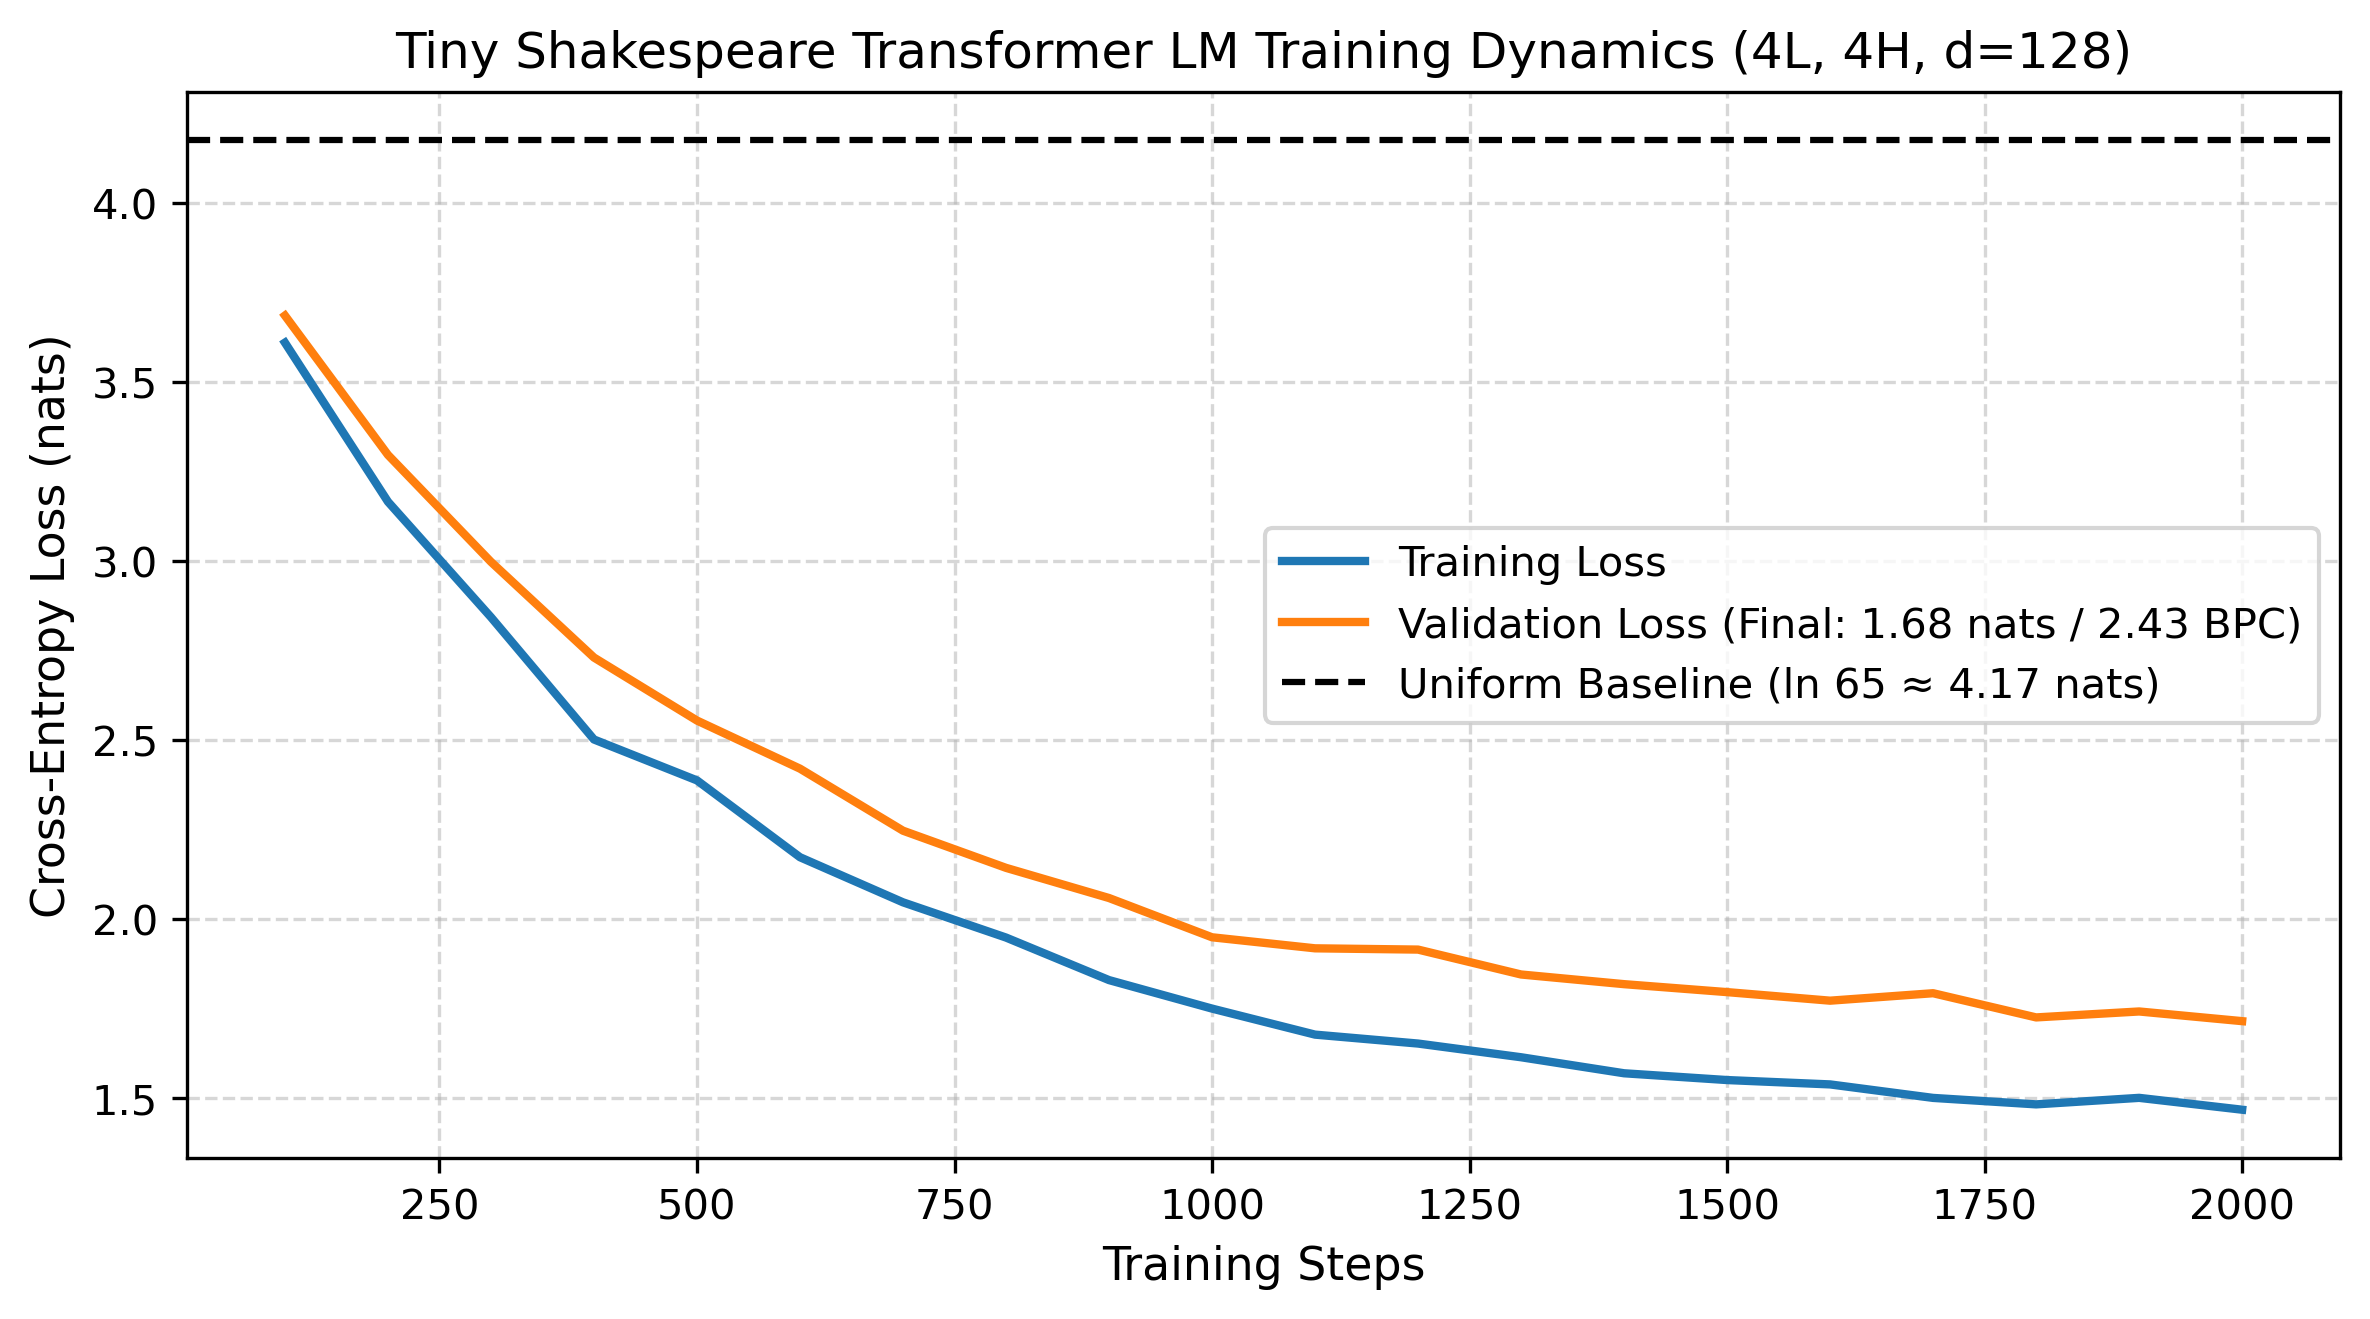 Tiny Shakespeare Transformer LM Training Dynamics (4L, 4H, d=128)
Cross-Entropy Loss (nats)
4.0
3.5
3.0
2.5
2.0
1.5
Training Loss
Validation Loss (Final: 1.68 nats / 2.43 BPC)
Uniform Baseline (ln 65 ≈ 4.17 nats)
250 500 750 1000 1250 1500 1750 2000
Training Steps